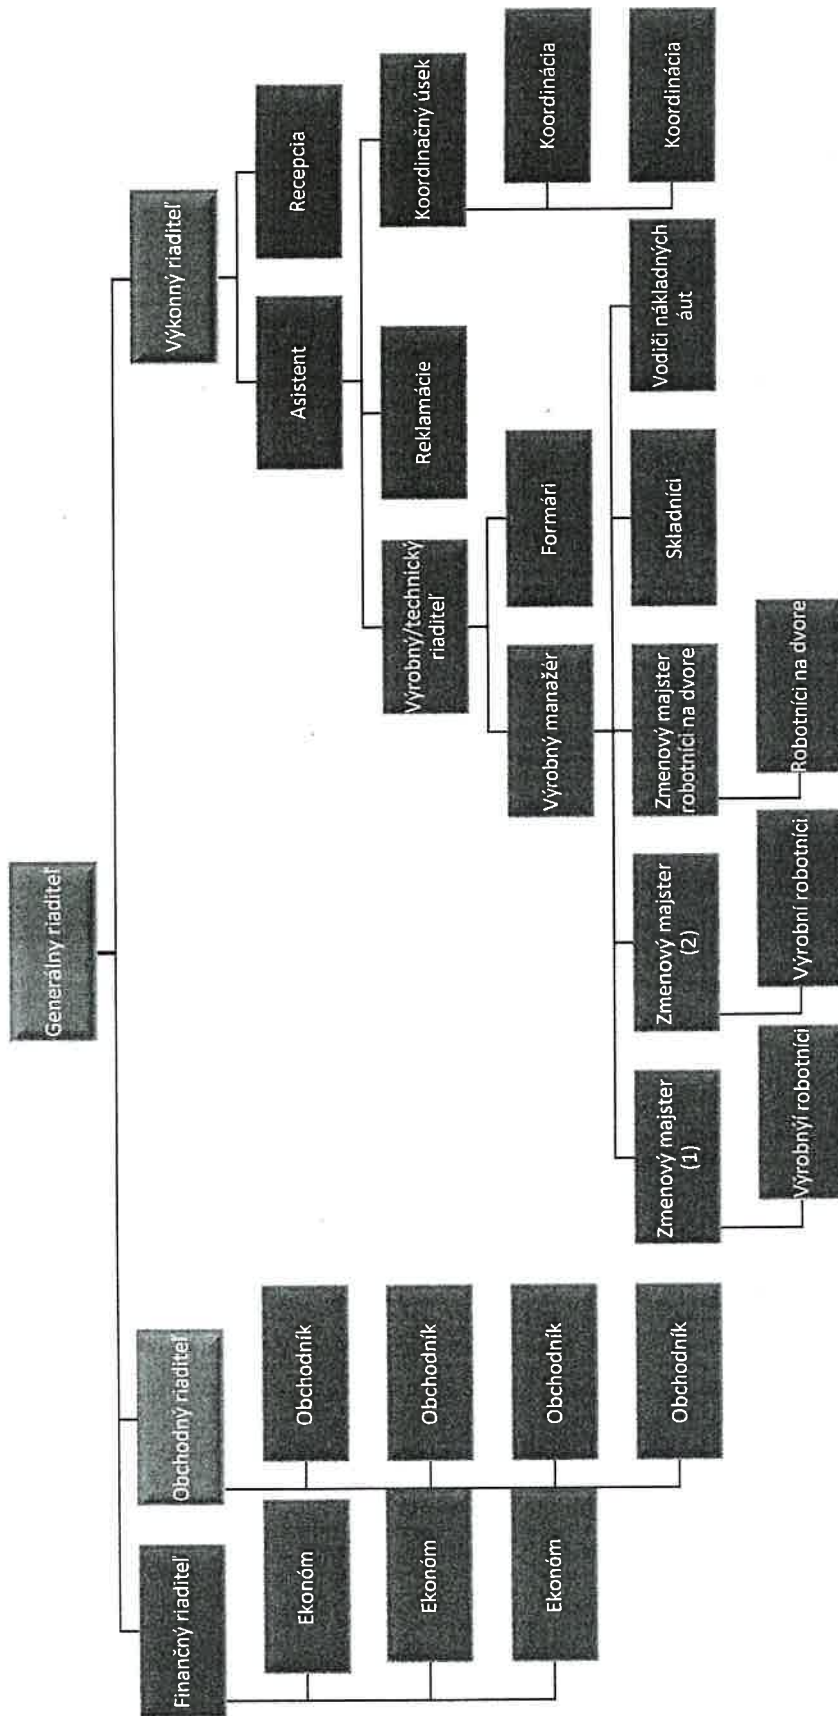 Generálny riaditeľ
Finančný riaditeľ
Obchodný riaditeľ
Výkonný riaditeľ
Ekonóm
Obchodník
Asistent
Recepcia
Ekonóm
Obchodník
Výrobný/technický
riaditeľ
Reklamácie
Koordinačný úsek
Ekonóm
Obchodník
Výrobný manažér
Formári
Koordinácia
Obchodník
Zmenový majster
(1)
Zmenový majster
(2)
Zmenový majster
robotníci na dvore
Skladníci
Vodiči nákladných
áut
Koordinácia
Výrobnýí robotníci
Výrobní robotníci
Robotníci na dvore